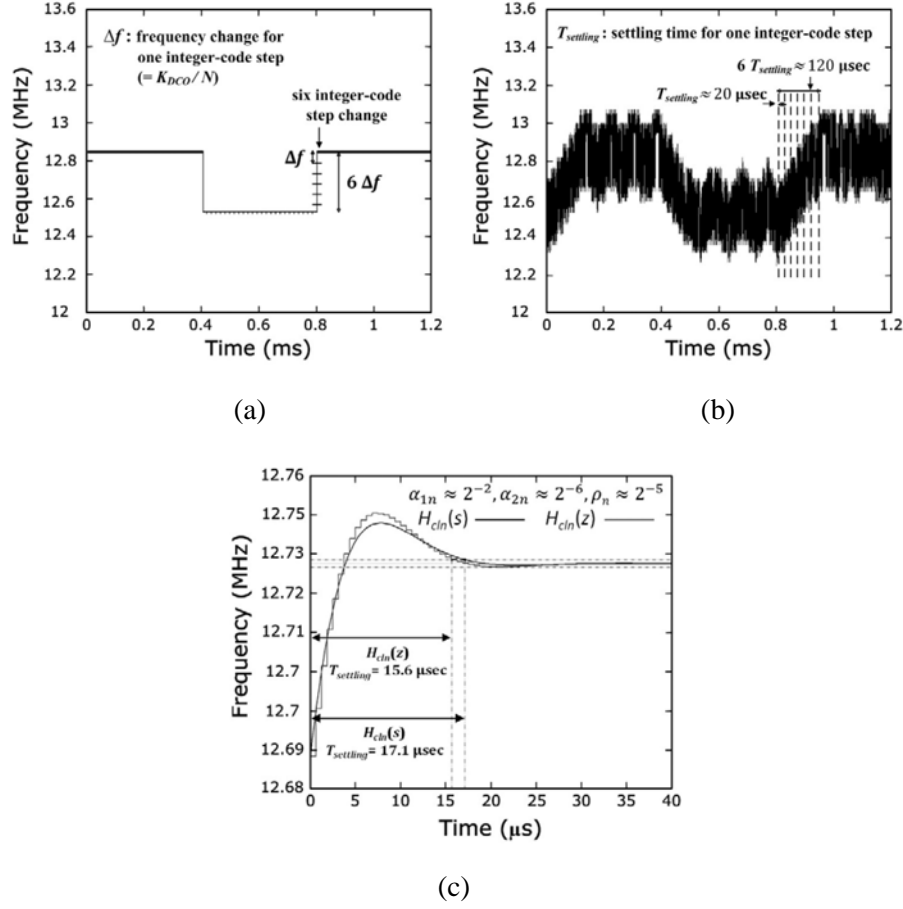 13.6
13.4
13.2
13
12.8
12.6
12.4
12.2
12
Frequency (MHz)
Δf : frequency change for
one integer-code step
(= K_DCO/N)
six integer-code
step change
Δf
6 Δf
0 0.2 0.4 0.6 0.8 1 1.2
Time (ms)
(a)
13.6
13.4
13.2
13
12.8
12.6
12.4
12.2
12
Frequency (MHz)
T_settling : settling time for one integer-code step
6 T_settling ≈ 120 μsec
T_settling ≈ 20 μsec
0 0.2 0.4 0.6 0.8 1 1.2
Time (ms)
(b)
12.76
12.75
12.73
12.72
12.71
12.7
12.7
12.69
12.68
Frequency (MHz)
α_1n ≈ 2^-2, α_2n ≈ 2^-6, ρ_n ≈ 2^-5
H_cln(s) H_cln(z)
H_cln(z)
T_settling = 15.6 μsec
H_cln(s)
T_settling = 17.1 μsec
0 5 10 15 20 25 30 35 40
Time (μs)
(c)